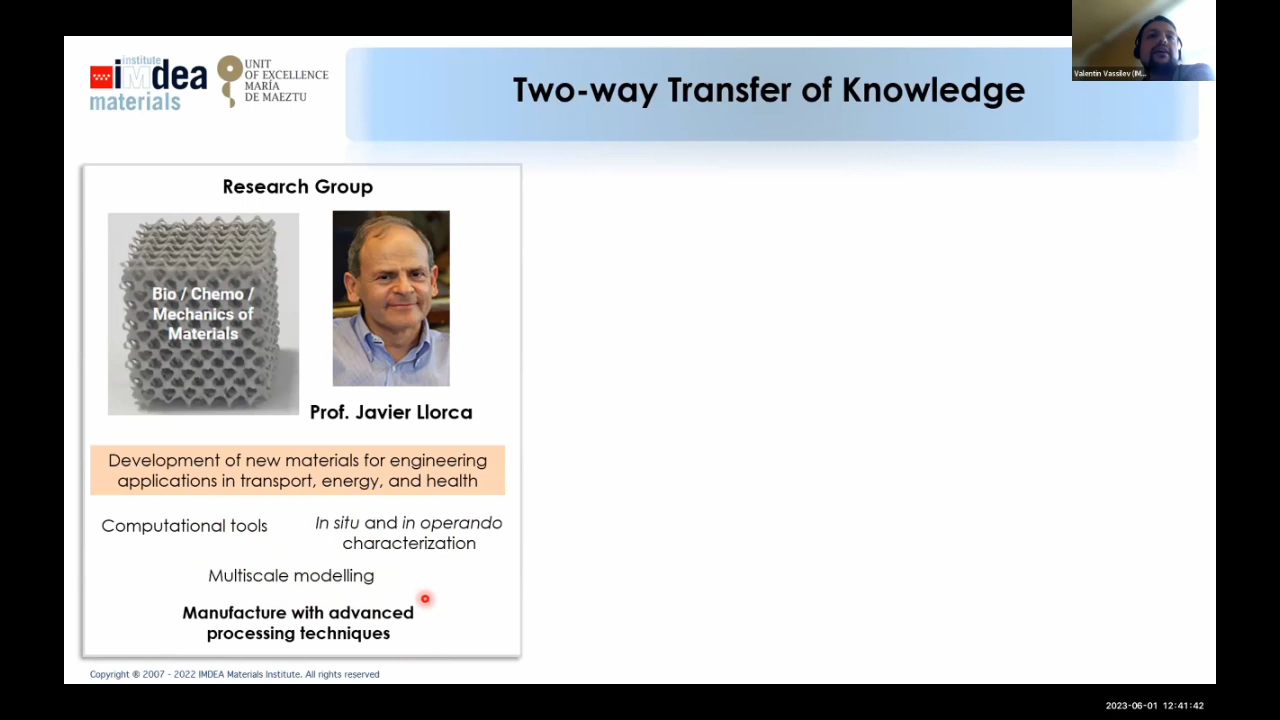 institute
iMdea
materials
UNIT
OF EXCELLENCE
MARÍA
DE MAEZTU
Two-way Transfer of Knowledge
Valentin Vassilev (IM...
Research Group
Bio / Chemo /
Mechanics of
Materials
Prof. Javier Llorca
Development of new materials for engineering
applications in transport, energy, and health
Computational tools
In situ and in operando
characterization
Multiscale modelling
Manufacture with advanced
processing techniques
Copyright ® 2007 - 2022 IMDEA Materials Institute. All rights reserved
2023-06-01 12:41:42